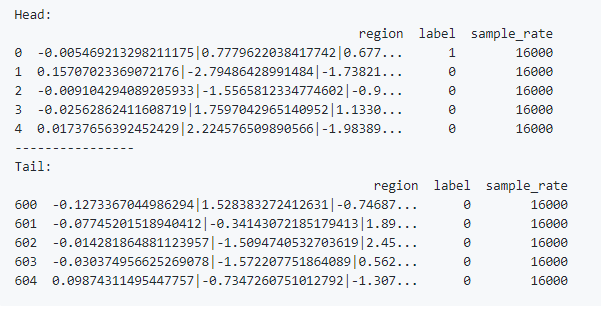 Head:
region label sample_rate
0 -0.005469213298211175|0.7779622038417742|0.677... 1 16000
1 0.15707023369072176|-2.79486428991484|-1.73821... 0 16000
2 -0.009104294089205933|-1.5565812334774602|-0.9... 0 16000
3 -0.02562862411608719|1.7597042965140952|1.1330... 0 16000
4 0.01737656392452429|2.224576509890566|-1.98389... 0 16000
----------------
Tail:
region label sample_rate
600 -0.1273367044986294|1.528383272412631|-0.74687... 0 16000
601 -0.07745201518940412|-0.34143072185179413|1.89... 0 16000
602 -0.014281864881123957|-1.5094740532703619|2.45... 0 16000
603 -0.030374956625269078|-1.572207751864089|0.562... 0 16000
604 0.09874311495447757|-0.7347260751012792|-1.307... 0 16000